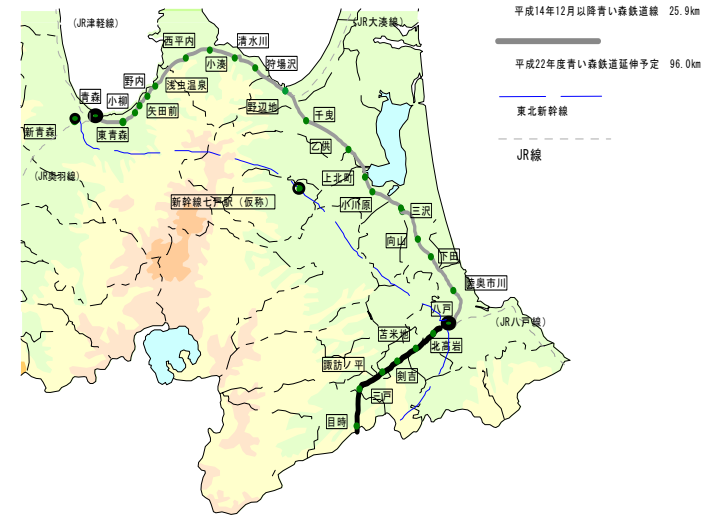 (JR津軽線)
(JR大湊線)
平成14年12月以降青い森鉄道線 25.9km
平成22年度青い森鉄道延伸予定 96.0km
東北新幹線
JR線
西平内
清水川
小湊
狩場沢
野内
浅虫温泉
青森
小柳
矢田前
野辺地
千曳
新青森
東青森
乙供
(JR奥羽線)
上北町
新幹線七戸駅(仮称)
小川原
三沢
向山
下田
陸奥市川
八戸
(JR八戸線)
苫米地
北高岩
諏訪ノ平
剣吉
三戸
目時